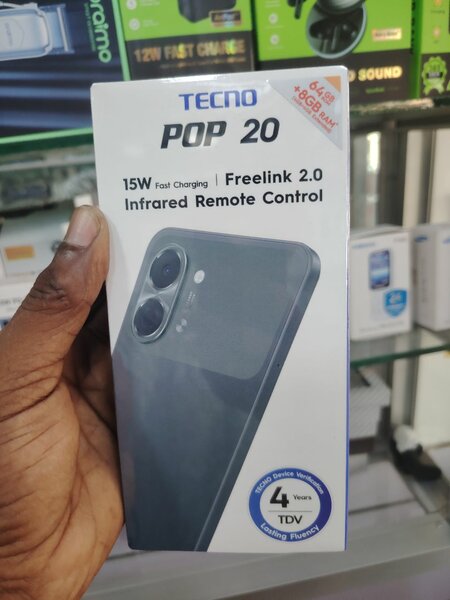 oraimo
12W FAST CHARGE
SOUND
TECNO
POP 20
64GB
+8GB RAM*
15W Fast Charging | Freelink 2.0
Infrared Remote Control
TECNO Device Verification
4 Years
TDV
Lasting Fluency